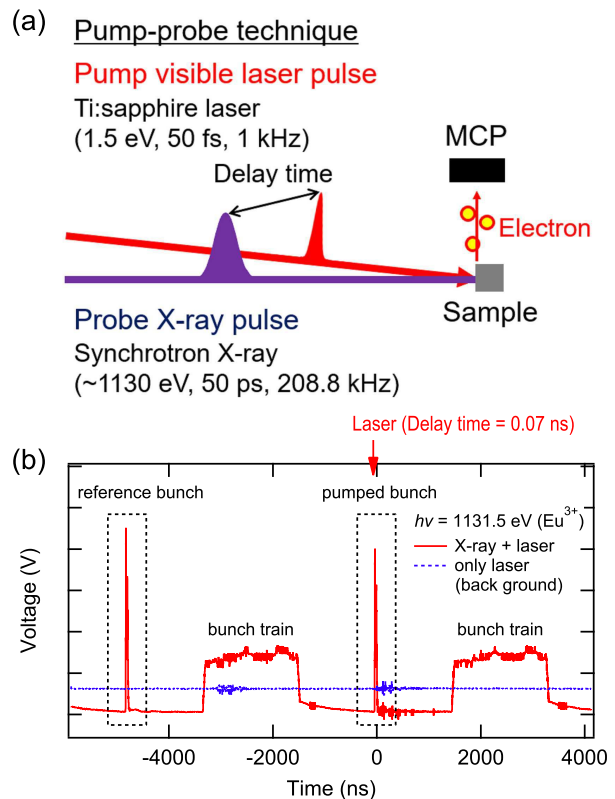 (a)
Pump-probe technique
Pump visible laser pulse
Ti:sapphire laser
(1.5 eV, 50 fs, 1 kHz)
MCP
Delay time
Electron
Sample
Probe X-ray pulse
Synchrotron X-ray
(~1130 eV, 50 ps, 208.8 kHz)
(b)
Laser (Delay time = 0.07 ns)
reference bunch
pumped bunch
hν = 1131.5 eV (Eu³⁺)
X-ray + laser
only laser
(back ground)
bunch train
bunch train
Voltage (V)
-4000
-2000
0
2000
4000
Time (ns)